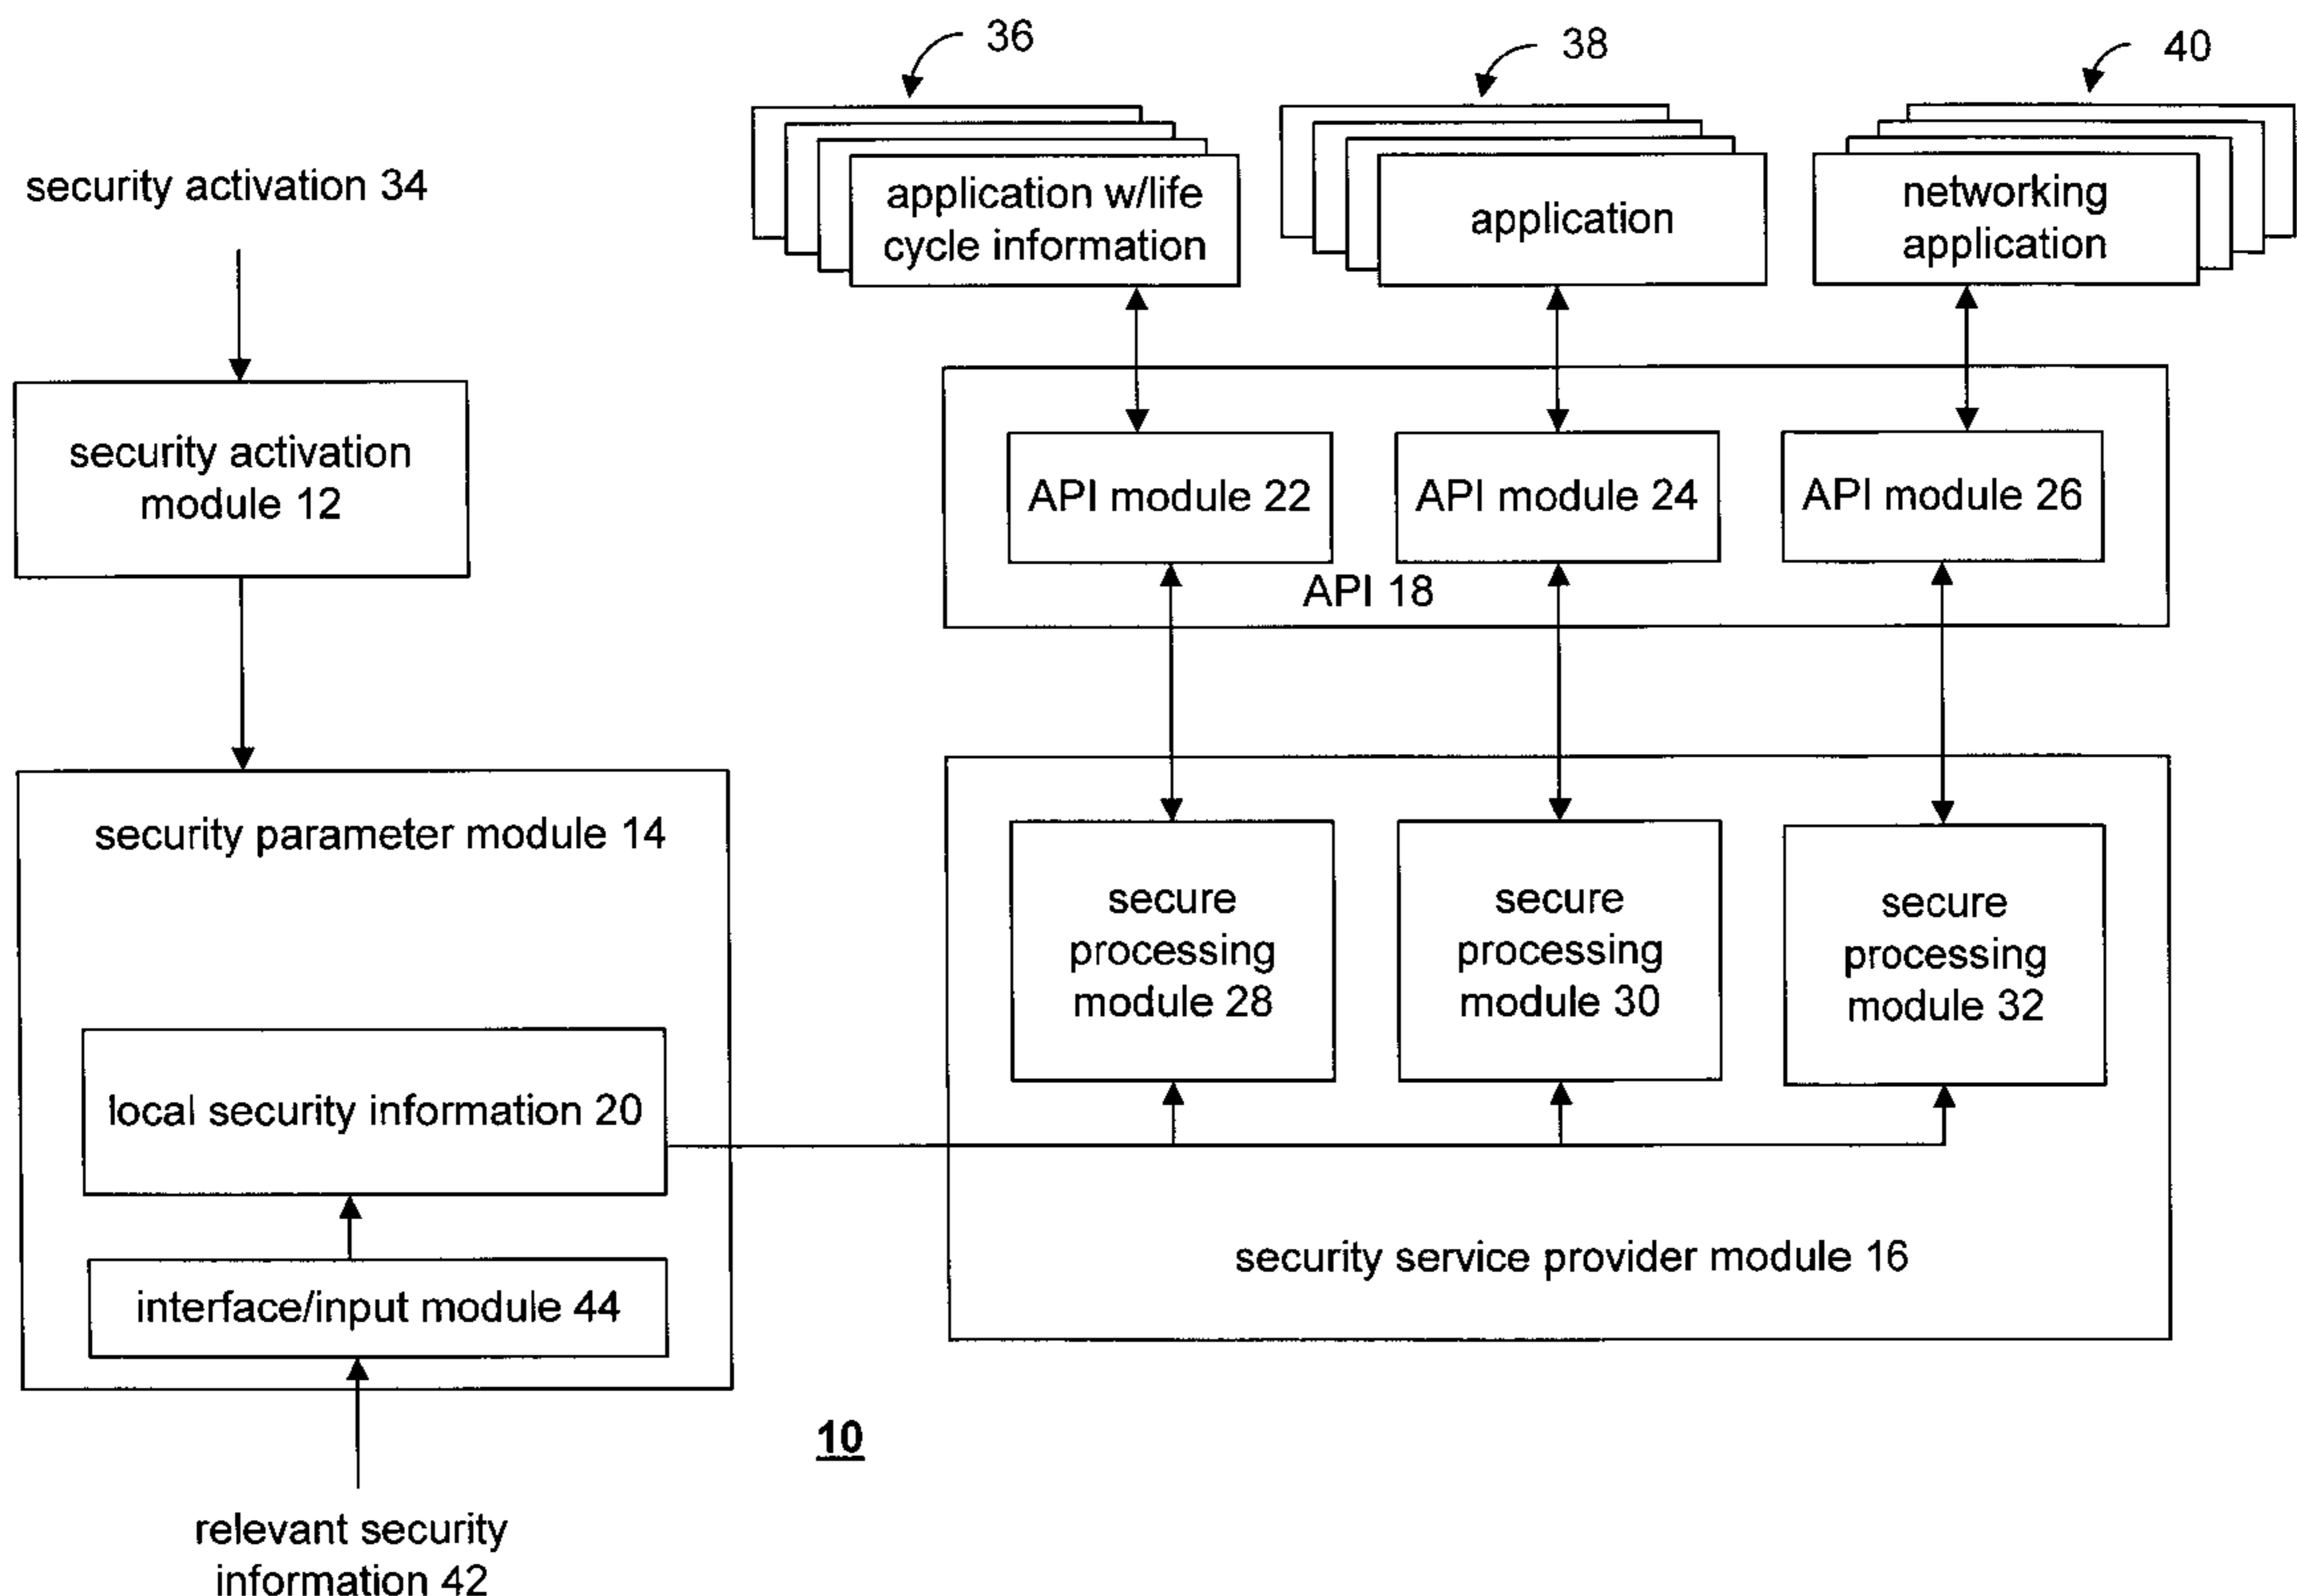 36
38
40
security activation 34
application w/life
cycle information
application
networking
application
security activation
module 12
API module 22
API module 24
API module 26
API 18
security parameter module 14
secure
processing
module 28
secure
processing
module 30
secure
processing
module 32
local security information 20
interface/input module 44
security service provider module 16
10
relevant security
information 42